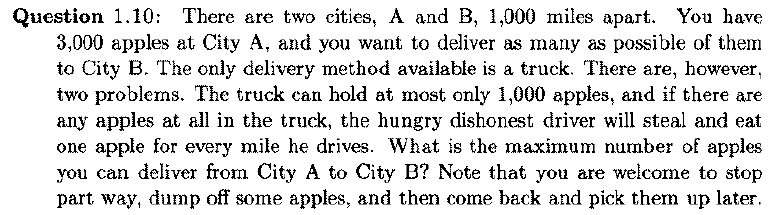 Question 1.10: There are two cities, A and B, 1,000 miles apart. You have
3,000 apples at City A, and you want to deliver as many as possible of them
to City B. The only delivery method available is a truck. There are, however,
two problems. The truck can hold at most only 1,000 apples, and if there are
any apples at all in the truck, the hungry dishonest driver will steal and eat
one apple for every mile he drives. What is the maximum number of apples
you can deliver from City A to City B? Note that you are welcome to stop
part way, dump off some apples, and then come back and pick them up later.